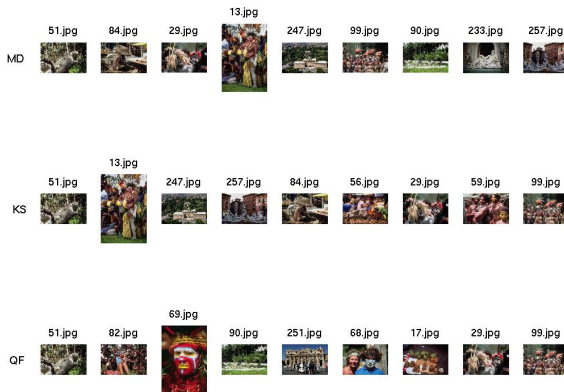 13.jpg
51.jpg 84.jpg 29.jpg 247.jpg 99.jpg 90.jpg 233.jpg 257.jpg
MD
13.jpg
51.jpg 247.jpg 257.jpg 84.jpg 56.jpg 29.jpg 59.jpg 99.jpg
KS
69.jpg
51.jpg 82.jpg 90.jpg 251.jpg 68.jpg 17.jpg 29.jpg 99.jpg
QF